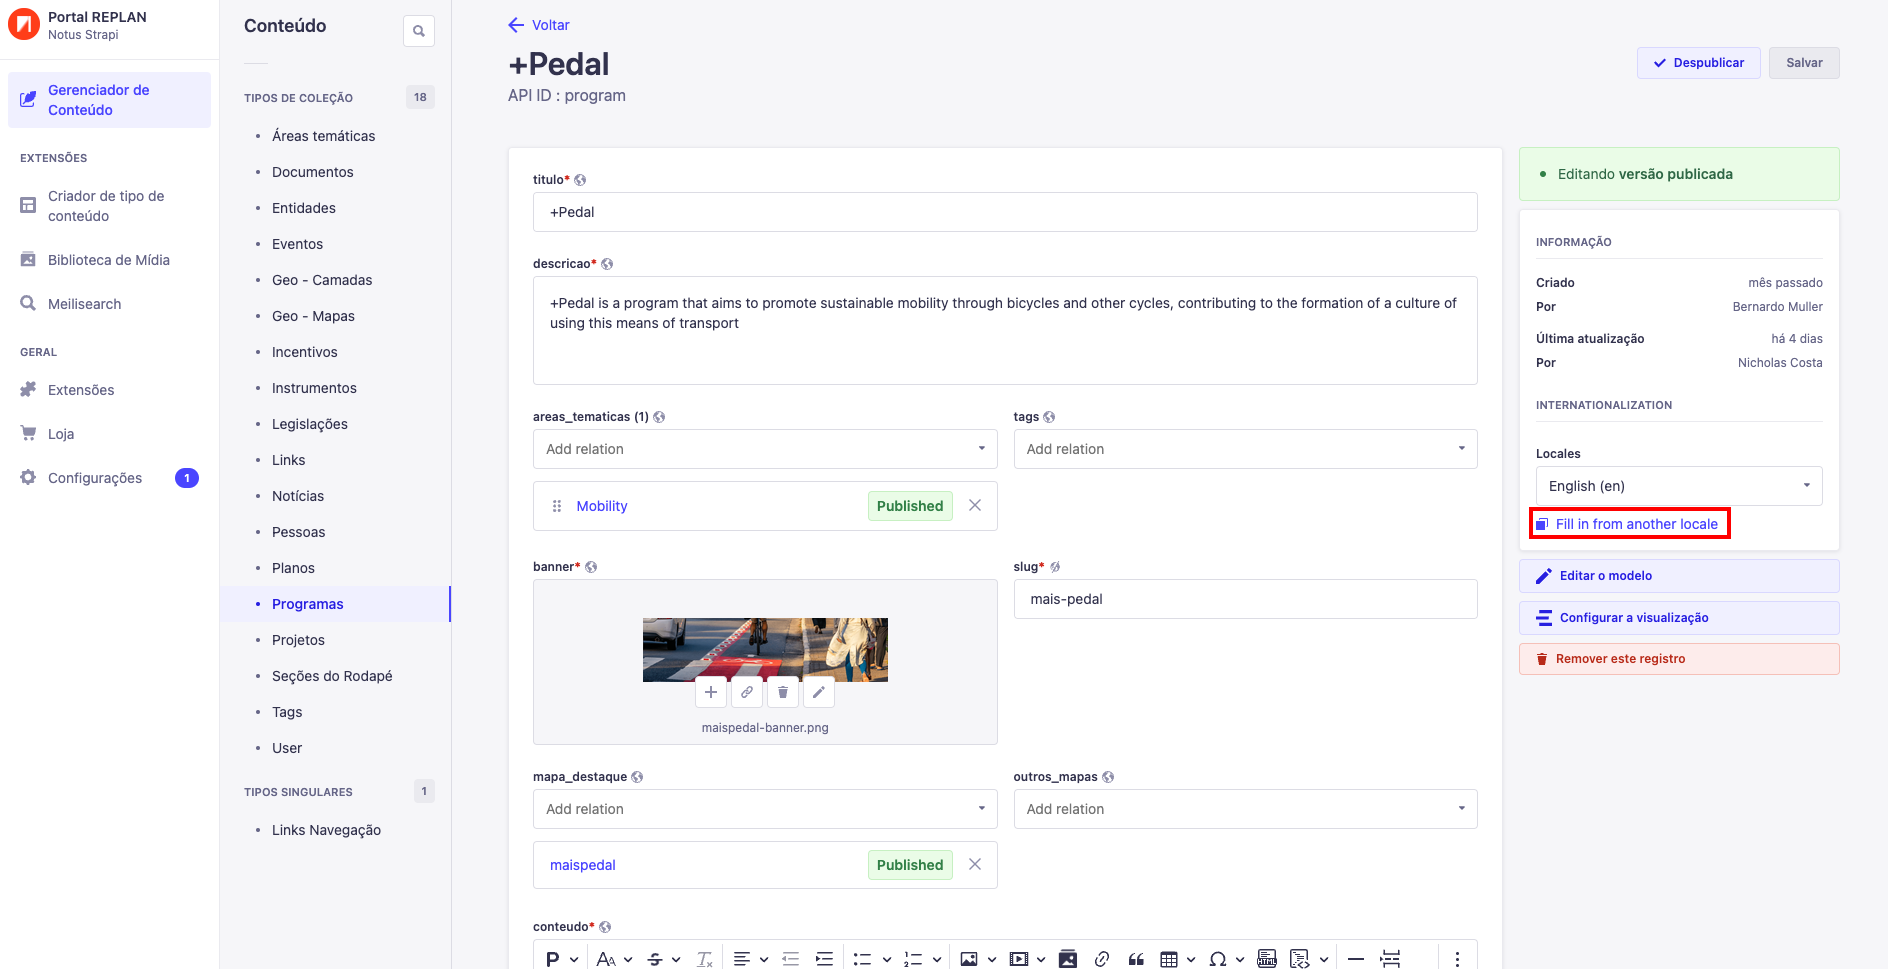 Portal REPLAN
Notus Strapi
Gerenciador de
Conteúdo
EXTENSÕES
Criador de tipo de
conteúdo
Biblioteca de Mídia
Meilisearch
GERAL
Extensões
Loja
Configurações
1
Conteúdo
TIPOS DE COLEÇÃO
18
Áreas temáticas
Documentos
Entidades
Eventos
Geo - Camadas
Geo - Mapas
Incentivos
Instrumentos
Legislações
Links
Notícias
Pessoas
Planos
Programas
Projetos
Seções do Rodapé
Tags
User
TIPOS SINGULARES
1
Links Navegação
Voltar
+Pedal
API ID : program
Despublicar
Salvar
titulo*
+Pedal
descricao*
+Pedal is a program that aims to promote sustainable mobility through bicycles and other cycles, contributing to the formation of a culture of
using this means of transport
areas_tematicas (1)
Add relation
Mobility
Published
tags
Add relation
banner*
maispedal-banner.png
slug*
mais-pedal
mapa_destaque
Add relation
maispedal
Published
outros_mapas
Add relation
conteudo*
Editando versão publicada
INFORMAÇÃO
Criado
mês passado
Por
Bernardo Muller
Última atualização
há 4 dias
Por
Nicholas Costa
INTERNATIONALIZATION
Locales
English (en)
Fill in from another locale
Editar o modelo
Configurar a visualização
Remover este registro